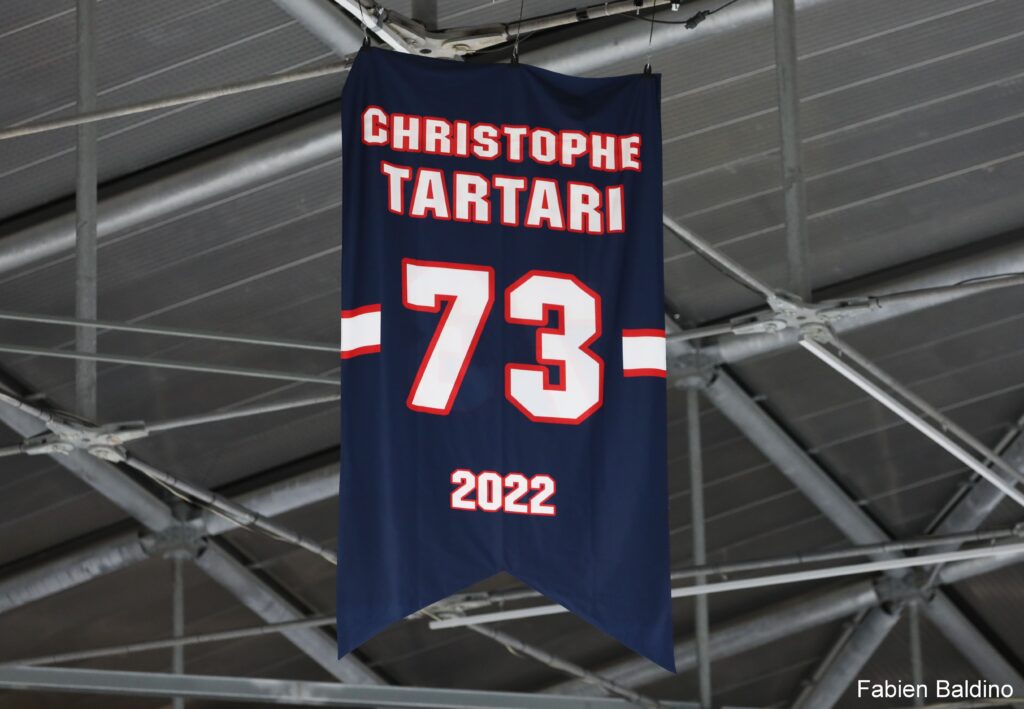 CHRISTOPHE
TARTARI
73
2022
Fabien Baldino